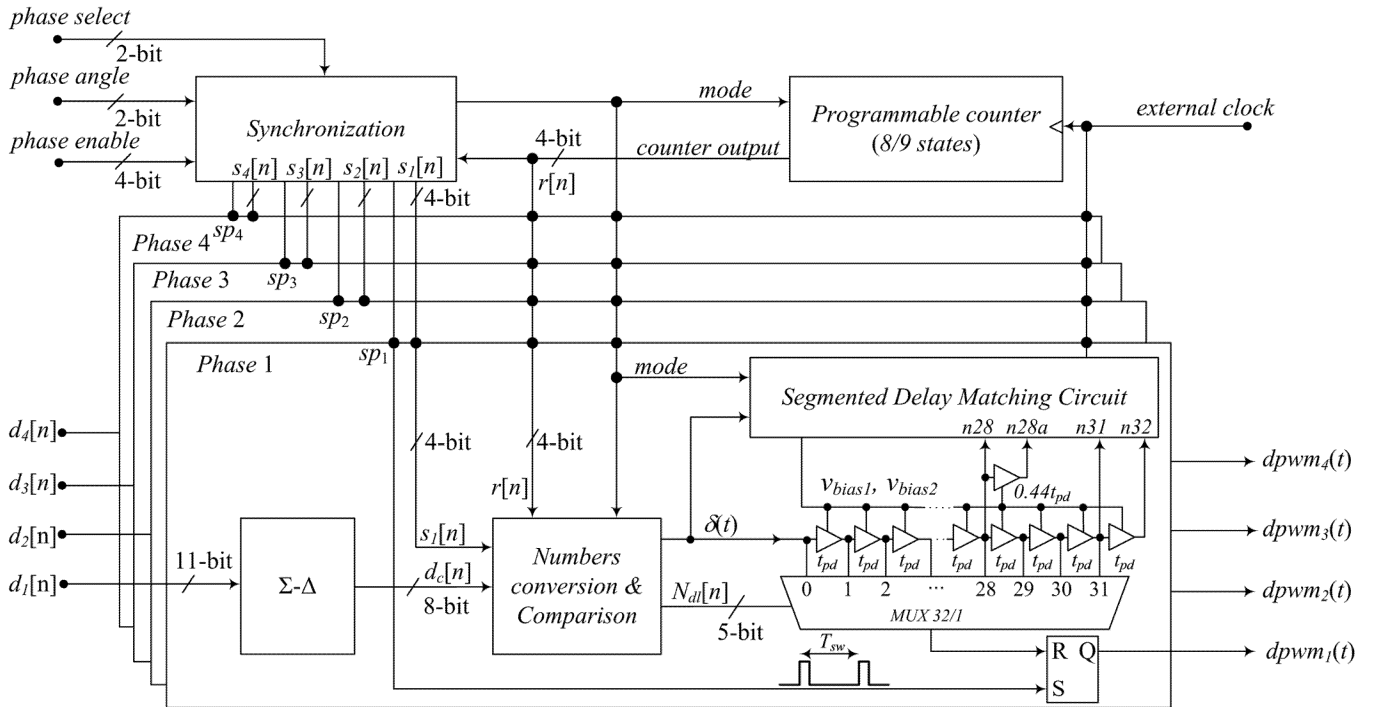 phase select
2-bit
phase angle
2-bit
phase enable
4-bit
Synchronization
s4[n] s3[n] s2[n] s1[n]
4-bit
mode
4-bit
counter output
r[n]
Programmable counter
(8/9 states)
external clock
sp4
Phase 4
sp3
Phase 3
sp2
Phase 2
sp1
Phase 1
mode
Segmented Delay Matching Circuit
n28 n28a n31 n32
4-bit
4-bit
r[n]
vbias1, vbias2
0.44tpd
d4[n]
d3[n]
d2[n]
d1[n]
11-bit
Σ-Δ
s1[n]
dc[n]
8-bit
Numbers
conversion &
Comparison
δ(t)
Ndl[n]
5-bit
tpd tpd tpd ... tpd tpd tpd tpd tpd
0 1 2 ... 28 29 30 31
MUX 32/1
Tsw
R Q
S
dpwm4(t)
dpwm3(t)
dpwm2(t)
dpwm1(t)